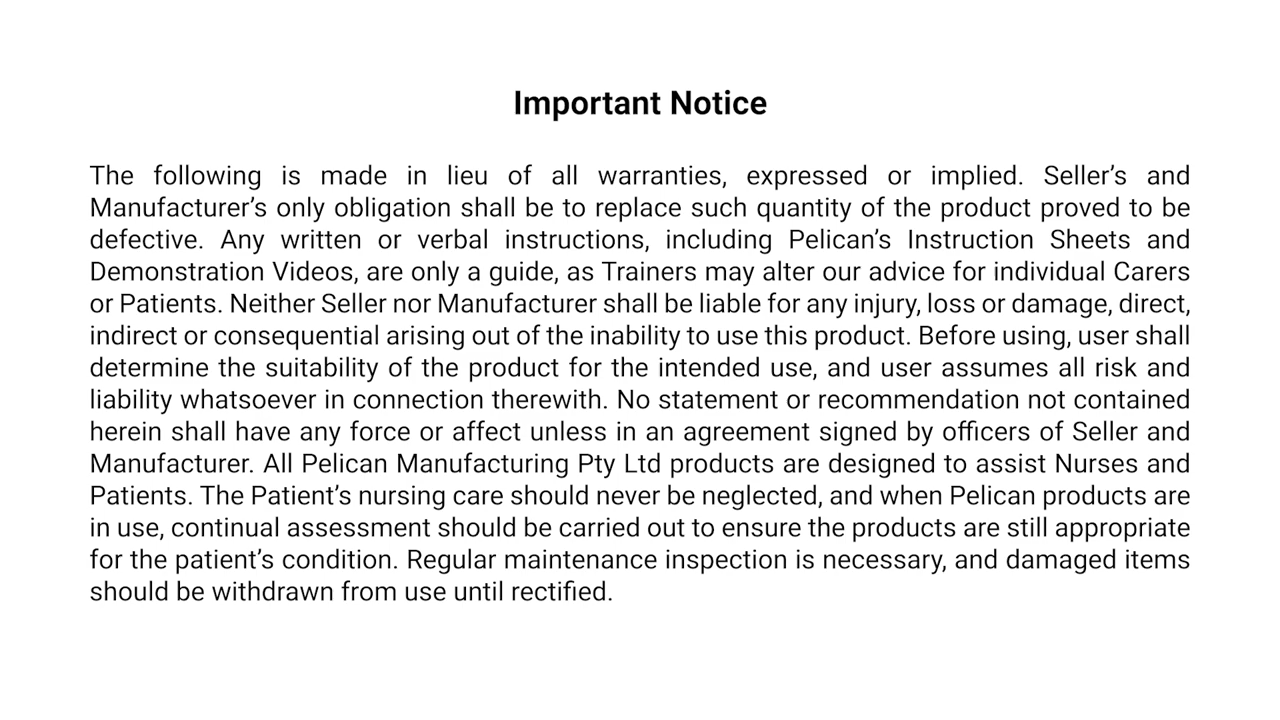 Important Notice
The following is made in lieu of all warranties, expressed or implied. Seller’s and
Manufacturer’s only obligation shall be to replace such quantity of the product proved to be
defective. Any written or verbal instructions, including Pelican’s Instruction Sheets and
Demonstration Videos, are only a guide, as Trainers may alter our advice for individual Carers
or Patients. Neither Seller nor Manufacturer shall be liable for any injury, loss or damage, direct,
indirect or consequential arising out of the inability to use this product. Before using, user shall
determine the suitability of the product for the intended use, and user assumes all risk and
liability whatsoever in connection therewith. No statement or recommendation not contained
herein shall have any force or affect unless in an agreement signed by officers of Seller and
Manufacturer. All Pelican Manufacturing Pty Ltd products are designed to assist Nurses and
Patients. The Patient’s nursing care should never be neglected, and when Pelican products are
in use, continual assessment should be carried out to ensure the products are still appropriate
for the patient’s condition. Regular maintenance inspection is necessary, and damaged items
should be withdrawn from use until rectified.